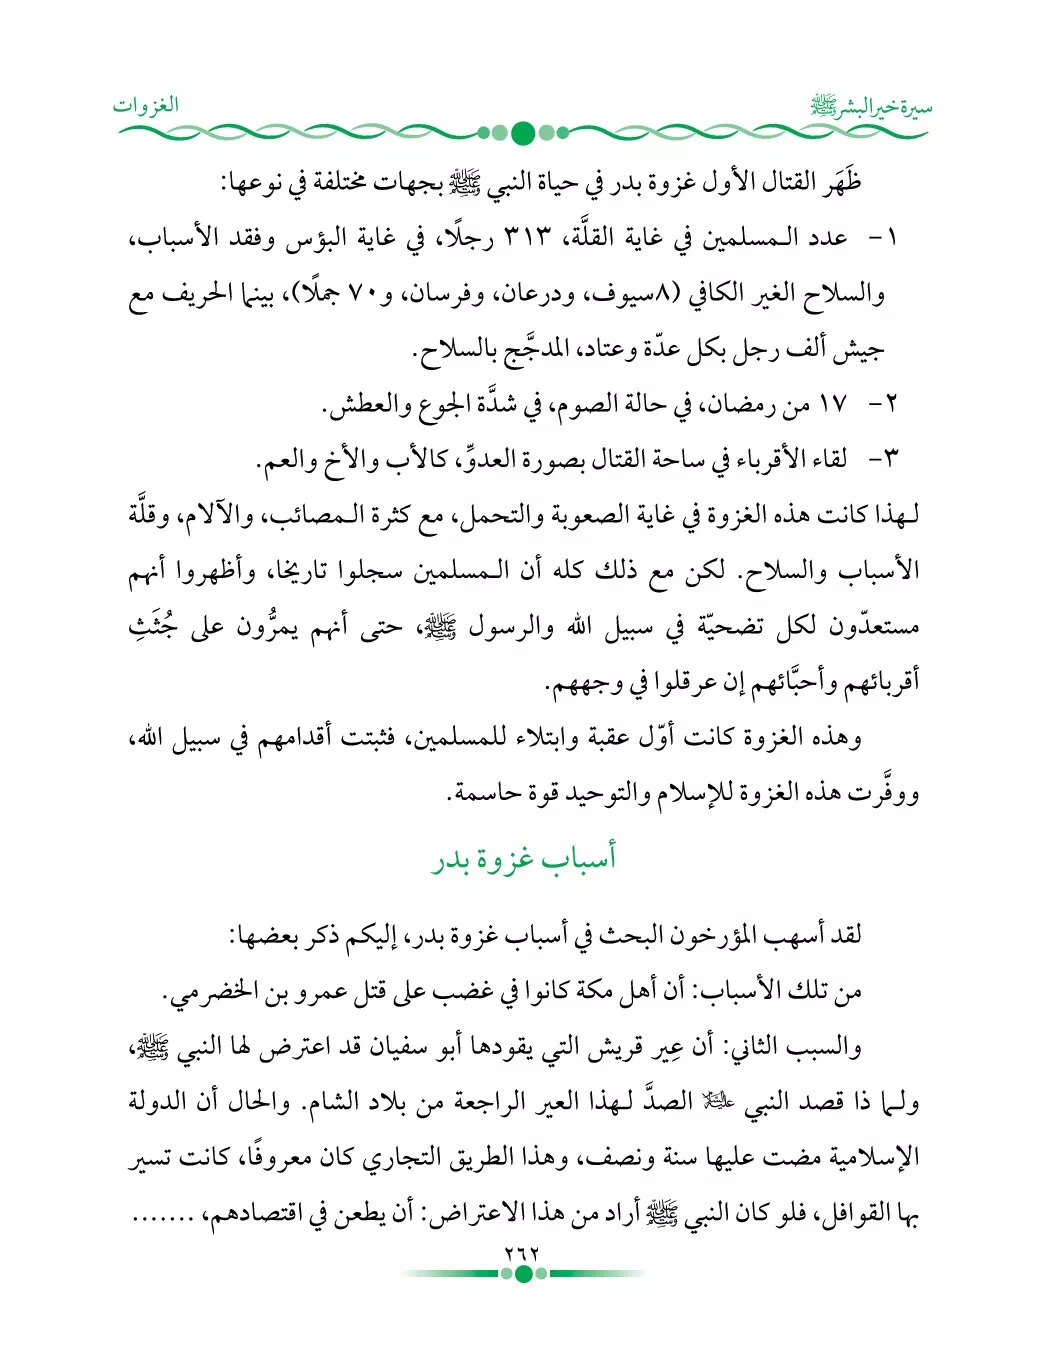 سيرة خير البشر ﷺ
الغزوات
ظَهَر القتال الأول غزوة بدر في حياة النبي ﷺ بجهات مختلفة في نوعها:
١- عدد الـمسلمين في غاية القلَّة، ٣١٣ رجلًا، في غاية البؤس وفقد الأسباب،
والسلاح الغير الكافي (٨سيوف، ودرعان، وفرسان، و٧٠ جملًا)، بينما الحريف مع
جيش ألف رجل بكل عدّة وعتاد، المدجَّج بالسلاح.
٢- ١٧ من رمضان، في حالة الصوم، في شدَّة الجوع والعطش.
٣- لقاء الأقرباء في ساحة القتال بصورة العدوِّ، كالأب والأخ والعم.
لـهذا كانت هذه الغزوة في غاية الصعوبة والتحمل، مع كثرة الـمصائب، والآلام، وقلَّة
الأسباب والسلاح. لكن مع ذلك كله أن الـمسلمين سجلوا تاريخا، وأظهروا أنهم
مستعدّون لكل تضحيّة في سبيل الله والرسول ﷺ، حتى أنهم يمرُّون على جُثَثِ
أقربائهم وأحبَّائهم إن عرقلوا في وجههم.
وهذه الغزوة كانت أوّل عقبة وابتلاء للمسلمين، فثبتت أقدامهم في سبيل الله،
ووفَّرت هذه الغزوة للإسلام والتوحيد قوة حاسمة.
أسباب غزوة بدر
لقد أسهب المؤرخون البحث في أسباب غزوة بدر، إليكم ذكر بعضها:
من تلك الأسباب: أن أهل مكة كانوا في غضب على قتل عمرو بن الخضرمي.
والسبب الثاني: أن عِير قريش التي يقودها أبو سفيان قد اعترض لها النبي ﷺ،
ولـما ذا قصد النبي عليه السلام الصدَّ لـهذا العير الراجعة من بلاد الشام. والحال أن الدولة
الإسلامية مضت عليها سنة ونصف، وهذا الطريق التجاري كان معروفًا، كانت تسير
بها القوافل، فلو كان النبي ﷺ أراد من هذا الاعتراض: أن يطعن في اقتصادهم، .......
٢٦٢